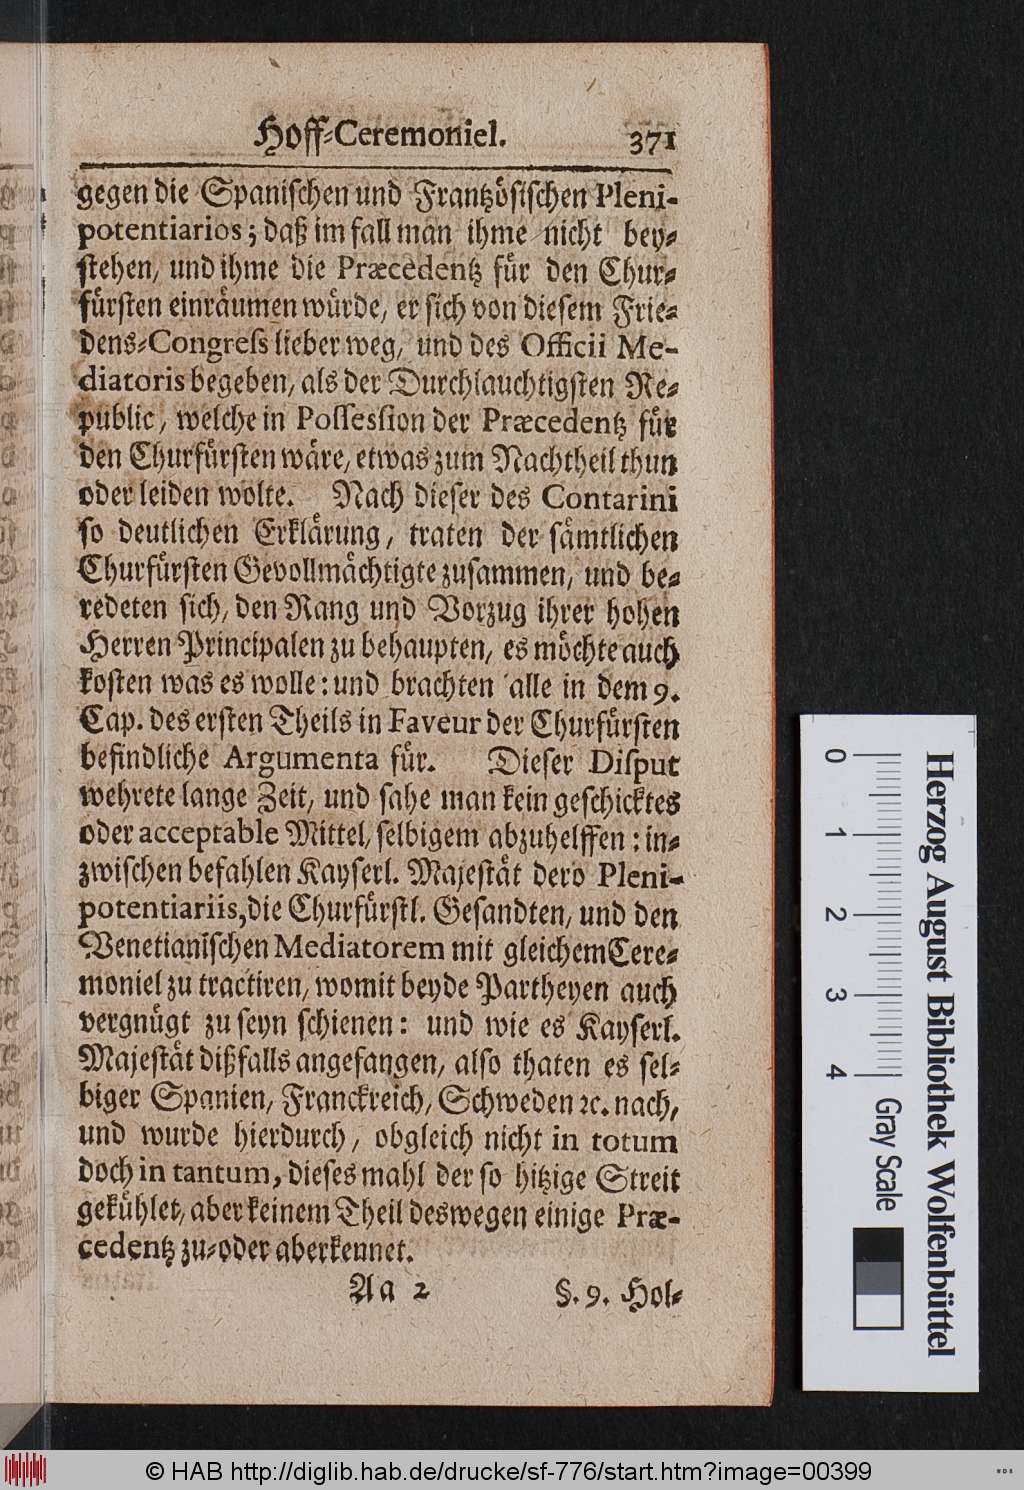 Hoff-Ceremoniel. 371
gegen die Spanischen und Frantzösischen Pleni-
potentiarios; daß im fall man ihme nicht bey-
stehen, und ihme die Præcedentz für den Chur-
fürsten einräumen würde, er sich von diesem Frie-
dens-Congress lieber weg, und des Officii Me-
diatoris begeben, als der Durchlauchtigsten Re-
public, welche in Possession der Præcedentz für
den Churfürsten wäre, etwas zum Nachtheil thun
oder leiden wolte. Nach dieser des Contarini
so deutlichen Erklärung, traten der sämtlichen
Churfürsten Gevollmächtigte zusammen, und be-
redeten sich, den Rang und Vorzug ihrer hohen
Herren Principalen zu behaupten, es möchte auch
kosten was es wolle: und brachten alle in dem 9.
Cap. des ersten Theils in Faveur der Churfürsten
befindliche Argumenta für. Dieser Disput
wehrete lange Zeit, und sahe man kein geschicktes
oder acceptable Mittel, selbigem abzuhelffen: in-
zwischen befahlen Kayserl. Majestät dero Pleni-
potentiariis, die Churfürstl. Gesandten, und den
Venetianischen Mediatorem mit gleichem Cere-
moniel zu tractiren, womit beyde Partheyen auch
vergnügt zu seyn schienen: und wie es Kayserl.
Majestät dißfalls angefangen, also thaten es sel-
biger Spanien, Franckreich, Schweden ꝛc. nach,
und wurde hierdurch, obgleich nicht in totum
doch in tantum, dieses mahl der so hitzige Streit
gekühlet, aber keinem Theil deswegen einige Præ-
cedentz zu-oder aberkennet.
Aa 2 §. 9. Hol-
0 1 2 3 4
Gray Scale
Herzog August Bibliothek Wolfenbüttel
© HAB http://diglib.hab.de/drucke/sf-776/start.htm?image=00399